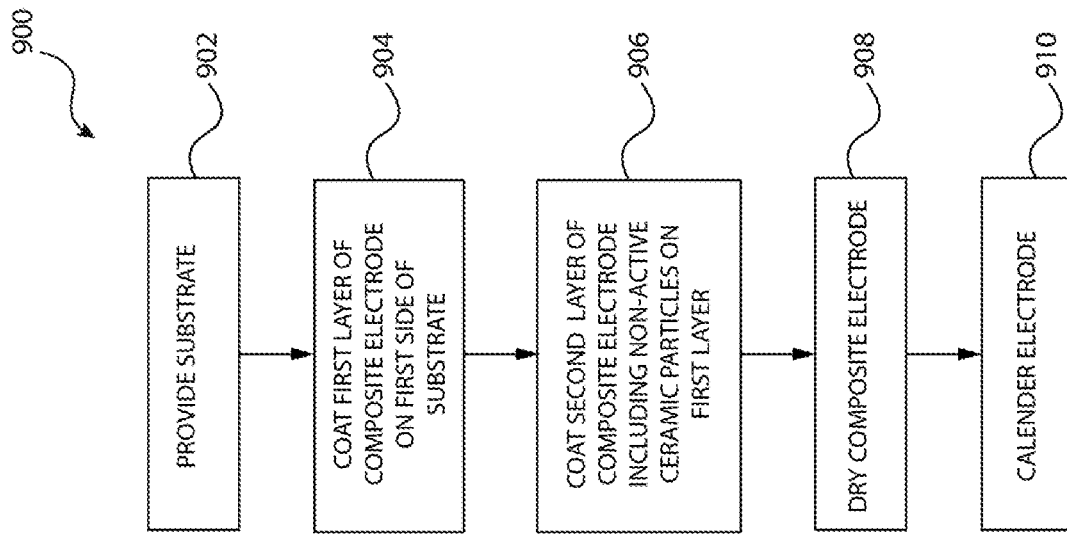 900
PROVIDE SUBSTRATE
902
COAT FIRST LAYER OF
COMPOSITE ELECTRODE
ON FIRST SIDE OF
SUBSTRATE
904
COAT SECOND LAYER OF
COMPOSITE ELECTRODE
INCLUDING NON-ACTIVE
CERAMIC PARTICLES ON
FIRST LAYER
906
DRY COMPOSITE ELECTRODE
908
CALENDER ELECTRODE
910